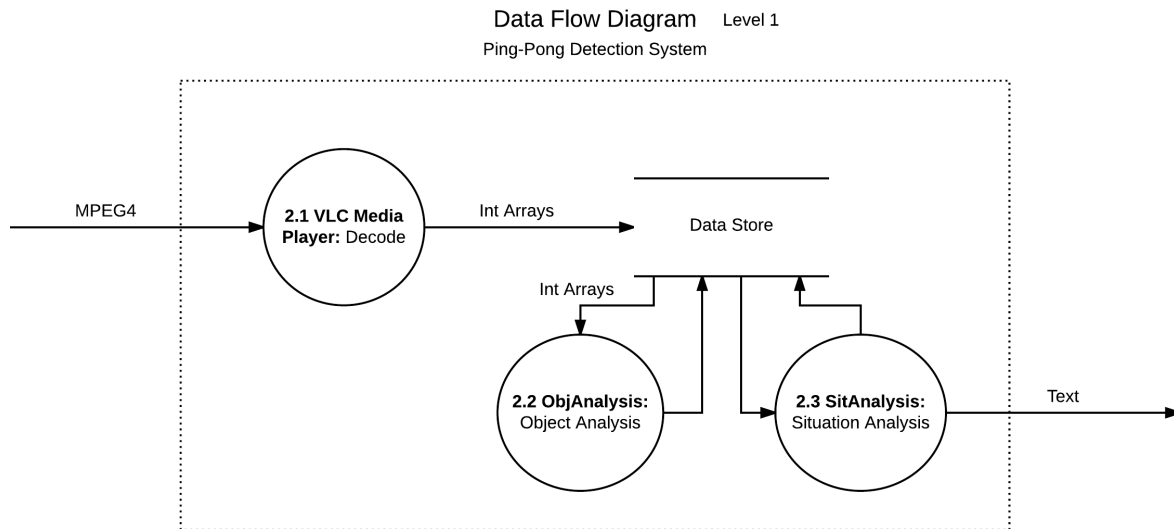 Data Flow Diagram Level 1
Ping-Pong Detection System
MPEG4
2.1 VLC Media
Player: Decode
Int Arrays
Data Store
Int Arrays
2.2 ObjAnalysis:
Object Analysis
2.3 SitAnalysis:
Situation Analysis
Text